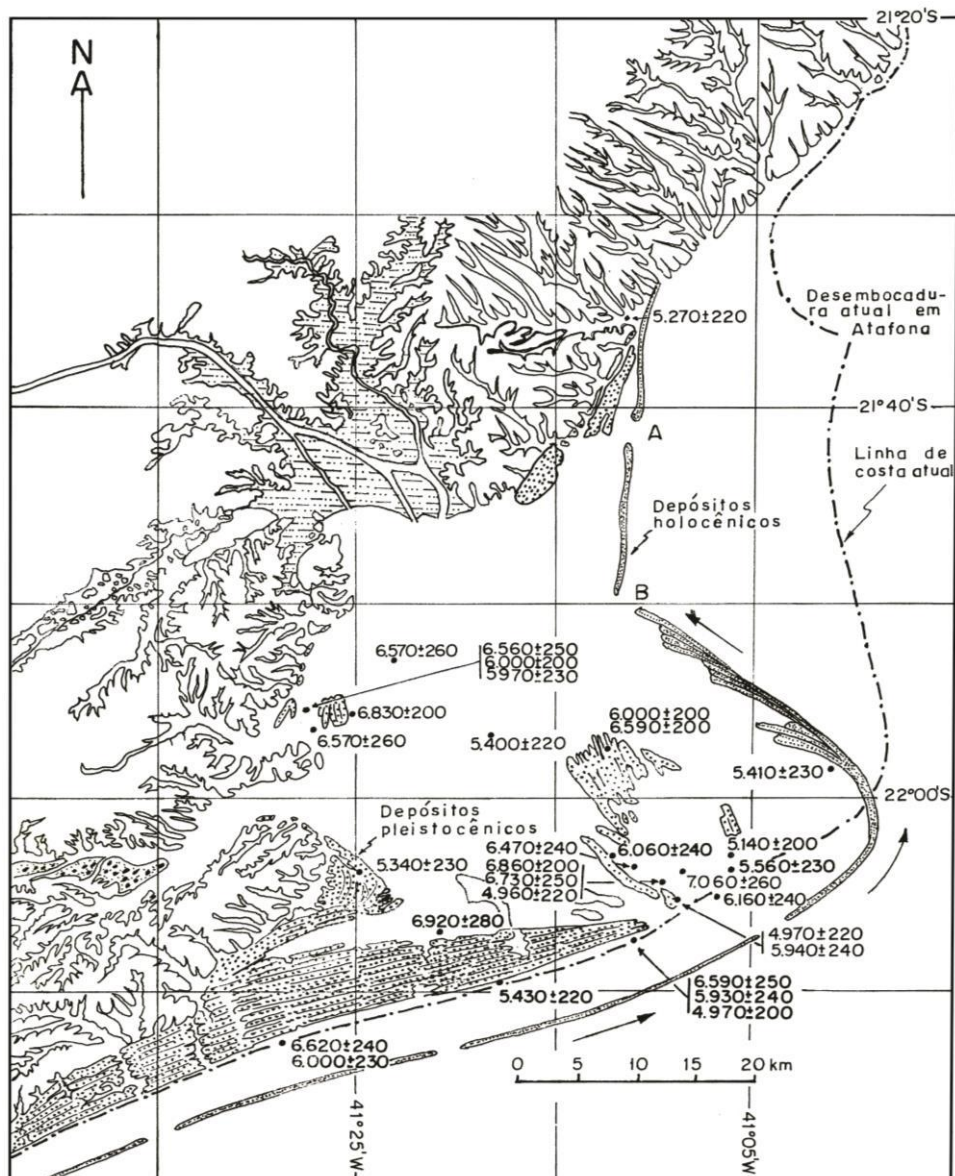 21°20'S
N
5.270±220
Desembocadu-
ra atual em
Atafona
21°40'S
A
Linha de
costa atual
Depósitos
holocênicos
B
6.570±260
6.560±250
6.000±200
5.970±230
6.830±200
6.570±260
5.400±220
6.000±200
6.590±200
5.410±230
22°00'S
Depósitos
pleistocênicos
5.340±230
6.470±240
6.860±200
6.730±250
4.960±220
6.060±240
5.140±200
5.560±230
7.060±260
6.160±240
6.920±280
4.970±220
5.940±240
5.430±220
6.590±250
5.930±240
4.970±200
6.620±240
6.000±230
0 5 10 15 20 km
41°25'W
41°05'W